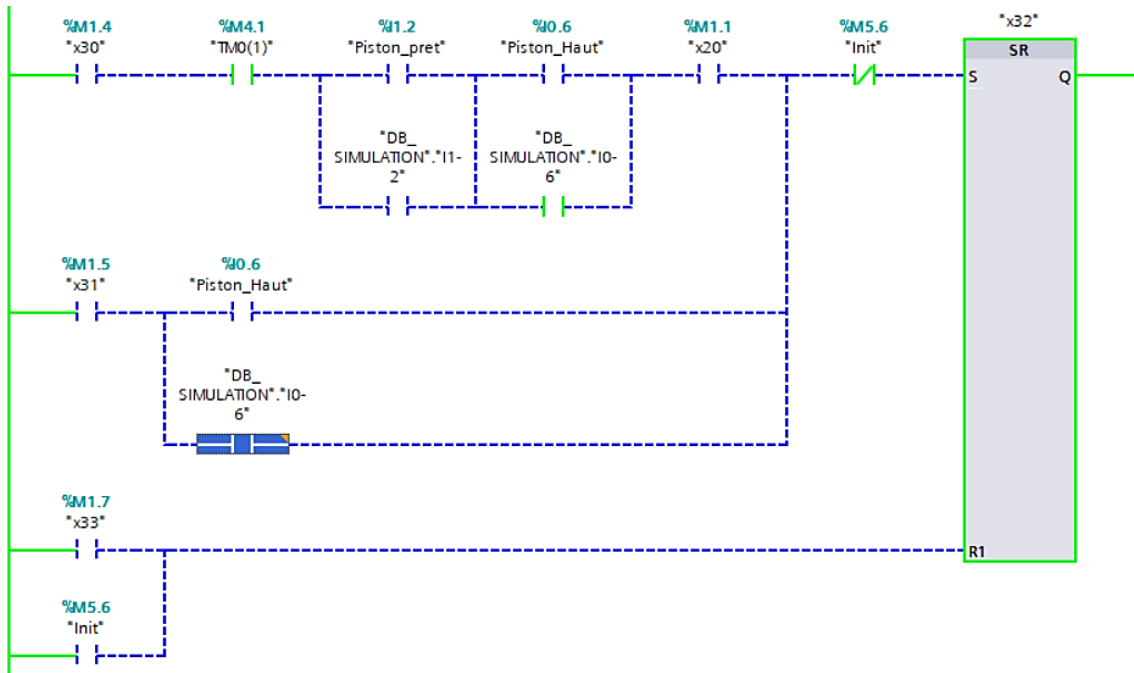 %M1.4 %M4.1 %I1.2 %I0.6 %M1.1 %M5.6 "x32"
"x30" "TM0(1)" "Piston_pret" "Piston_Haut" "x20" "Init" SR
S Q
"DB_
SIMULATION"."I1-
2"
"DB_
SIMULATION"."I0-
6"
%M1.5 %I0.6
"x31" "Piston_Haut"
"DB_
SIMULATION"."I0-
6"
%M1.7
"x33"
R1
%M5.6
"Init"